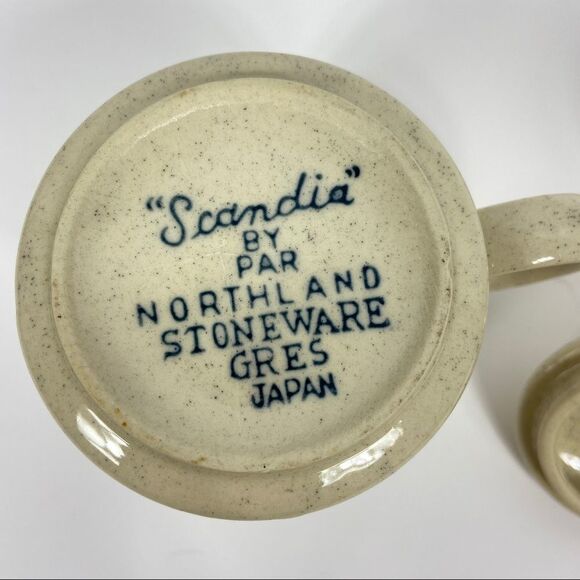 "Scandia"
BY
PAR
NORTHLAND
STONEWARE
GRES
JAPAN